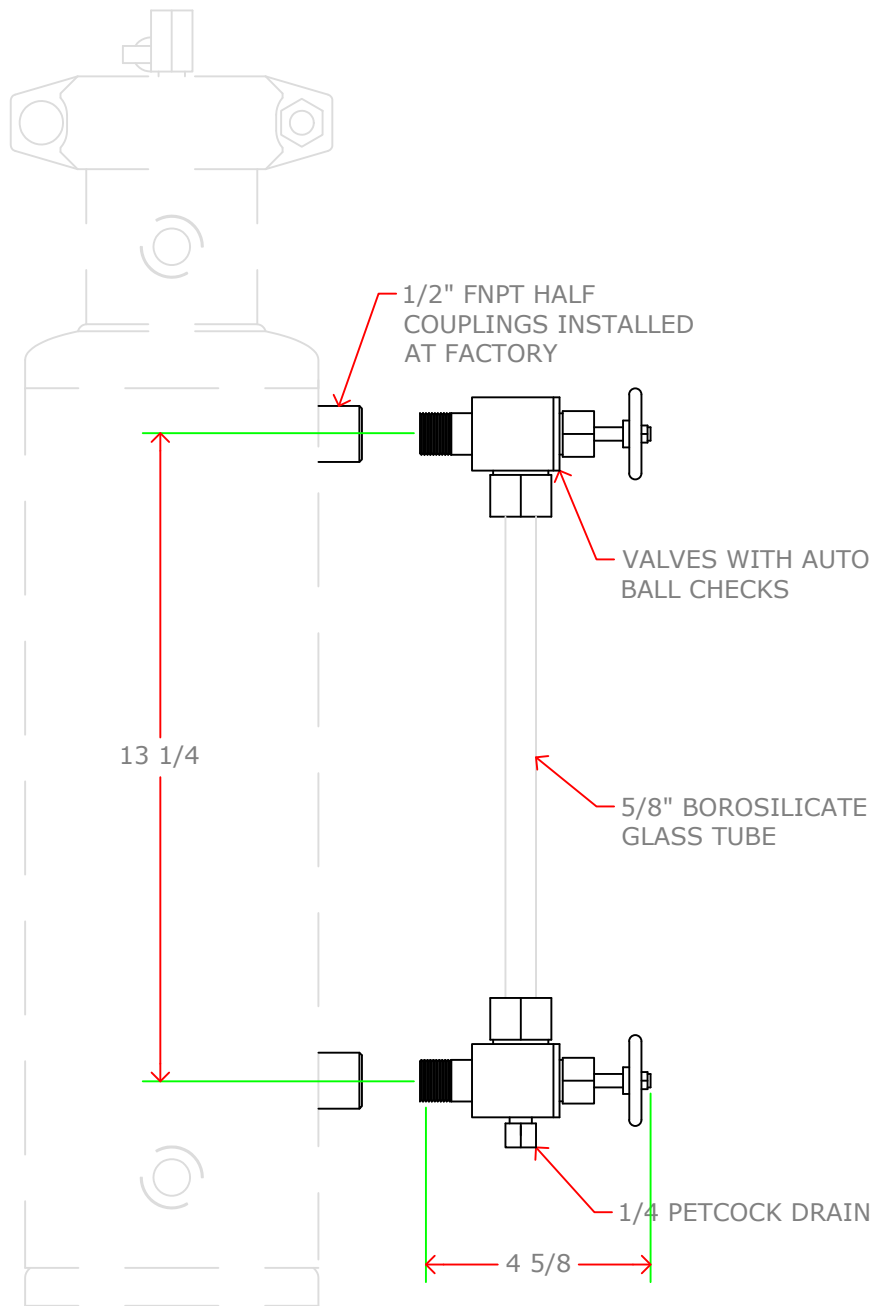 1/2" FNPT HALF
COUPLINGS INSTALLED
AT FACTORY
VALVES WITH AUTO
BALL CHECKS
13 1/4
5/8" BOROSILICATE
GLASS TUBE
1/4 PETCOCK DRAIN
4 5/8